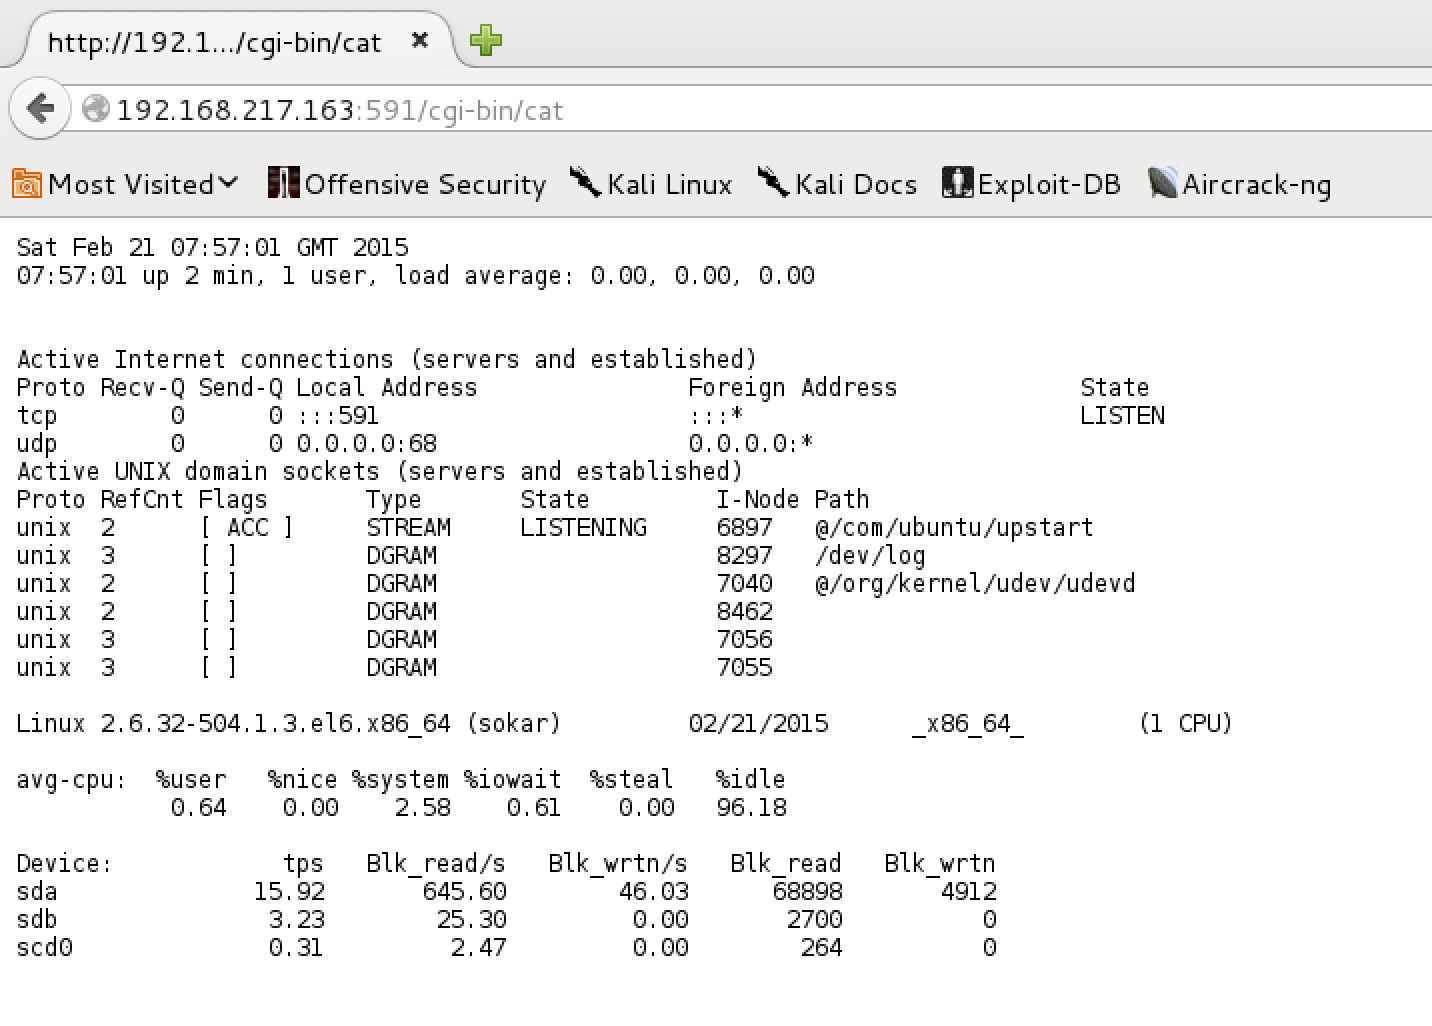 http://192.1.../cgi-bin/cat
192.168.217.163:591/cgi-bin/cat
Most Visited Offensive Security Kali Linux Kali Docs Exploit-DB Aircrack-ng
Sat Feb 21 07:57:01 GMT 2015
07:57:01 up 2 min, 1 user, load average: 0.00, 0.00, 0.00
Active Internet connections (servers and established)
Proto Recv-Q Send-Q Local Address Foreign Address State
tcp 0 0 :::591 :::* LISTEN
udp 0 0 0.0.0.0:68 0.0.0.0:*
Active UNIX domain sockets (servers and established)
Proto RefCnt Flags Type State I-Node Path
unix 2 [ ACC ] STREAM LISTENING 6897 @/com/ubuntu/upstart
unix 3 [ ] DGRAM 8297 /dev/log
unix 2 [ ] DGRAM 7040 @/org/kernel/udev/udevd
unix 2 [ ] DGRAM 8462
unix 3 [ ] DGRAM 7056
unix 3 [ ] DGRAM 7055
Linux 2.6.32-504.1.3.el6.x86_64 (sokar) 02/21/2015 _x86_64_ (1 CPU)
avg-cpu: %user %nice %system %iowait %steal %idle
0.64 0.00 2.58 0.61 0.00 96.18
Device: tps Blk_read/s Blk_wrtn/s Blk_read Blk_wrtn
sda 15.92 645.60 46.03 68898 4912
sdb 3.23 25.30 0.00 2700 0
scd0 0.31 2.47 0.00 264 0